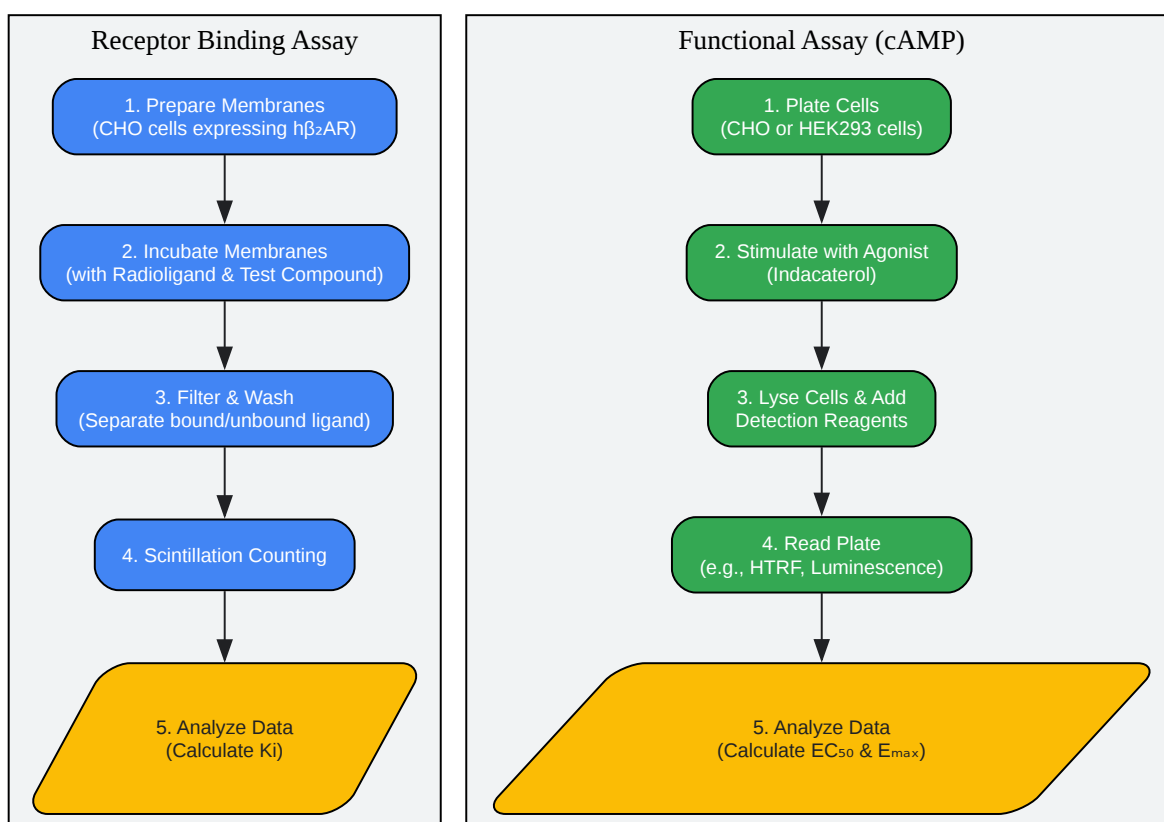 Receptor Binding Assay
1. Prepare Membranes
(CHO cells expressing hβ₂AR)
2. Incubate Membranes
(with Radioligand & Test Compound)
3. Filter & Wash
(Separate bound/unbound ligand)
4. Scintillation Counting
5. Analyze Data
(Calculate Ki)
Functional Assay (cAMP)
1. Plate Cells
(CHO or HEK293 cells)
2. Stimulate with Agonist
(Indacaterol)
3. Lyse Cells & Add
Detection Reagents
4. Read Plate
(e.g., HTRF, Luminescence)
5. Analyze Data
(Calculate EC₅₀ & Eₘₐₓ)